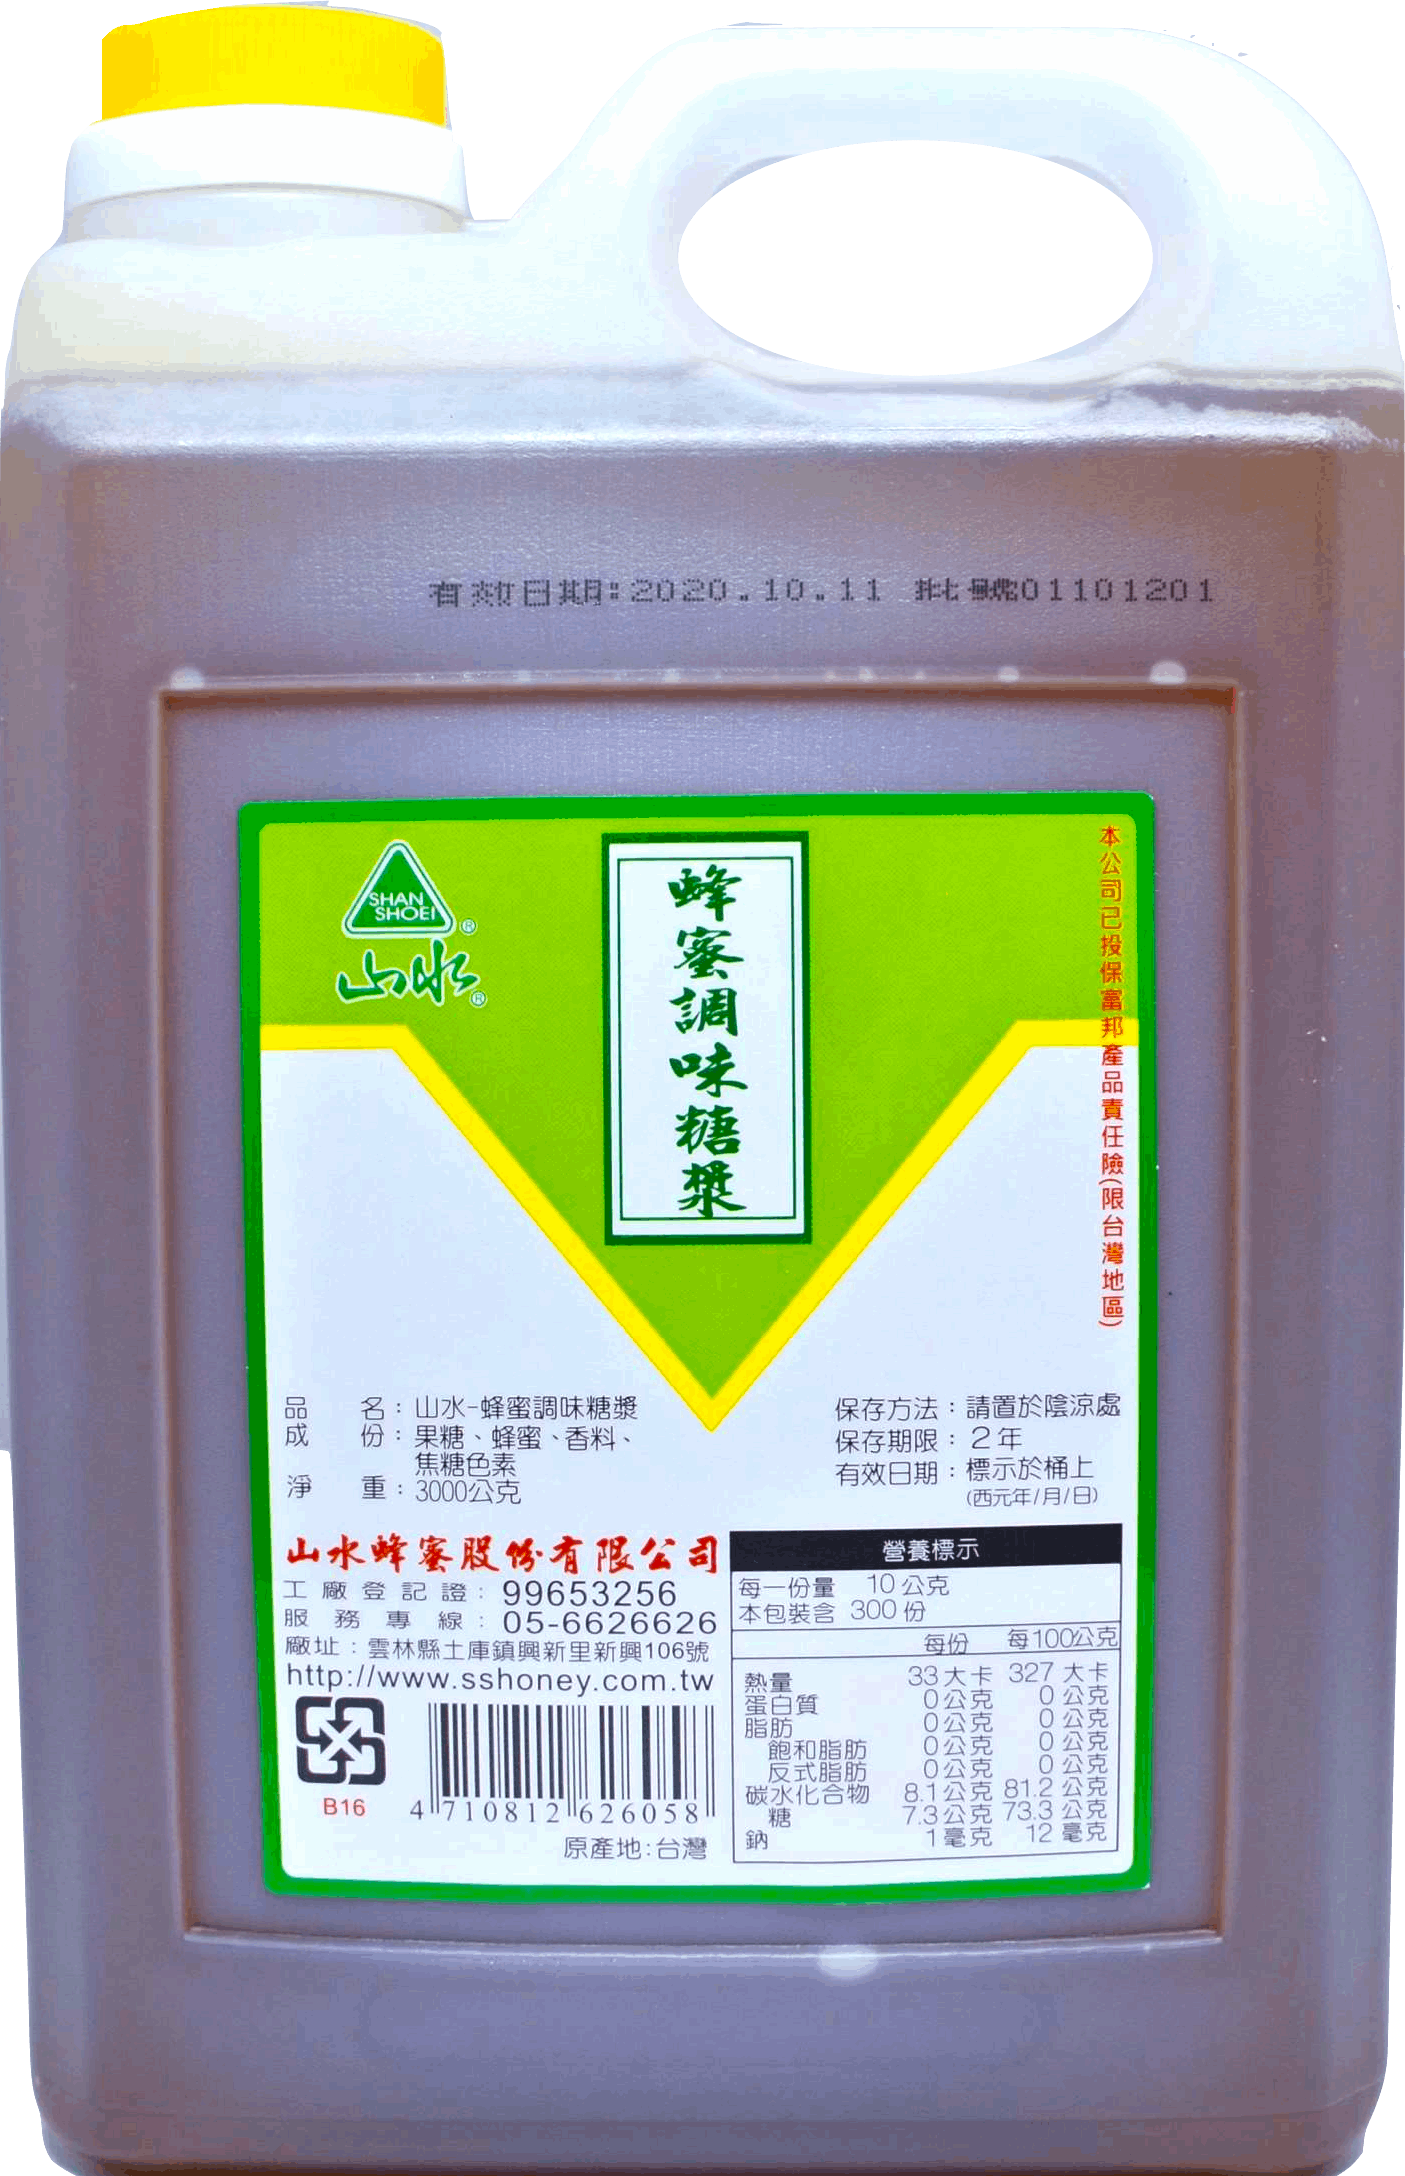 有效日期:2020.10.11 批號01101201
SHAN
SHOEI
®
山水®
蜂蜜調味糖漿
本公司已投保富邦產品責任險(限台灣地區)
品名：山水-蜂蜜調味糖漿
成份：果糖、蜂蜜、香料、
焦糖色素
淨重：3000公克
保存方法：請置於陰涼處
保存期限：2年
有效日期：標示於桶上
(西元年/月/日)
山水蜂蜜股份有限公司
工廠登記證：99653256
服務專線：05-6626626
廠址：雲林縣土庫鎮興新里新興106號
http://www.sshoney.com.tw
B16
4 710812 626058
原產地:台灣
營養標示
每一份量 10公克
本包裝含 300份
每份 每100公克
熱量 33大卡 327大卡
蛋白質 0公克 0公克
脂肪 0公克 0公克
飽和脂肪 0公克 0公克
反式脂肪 0公克 0公克
碳水化合物 8.1公克 81.2公克
糖 7.3公克 73.3公克
鈉 1毫克 12毫克